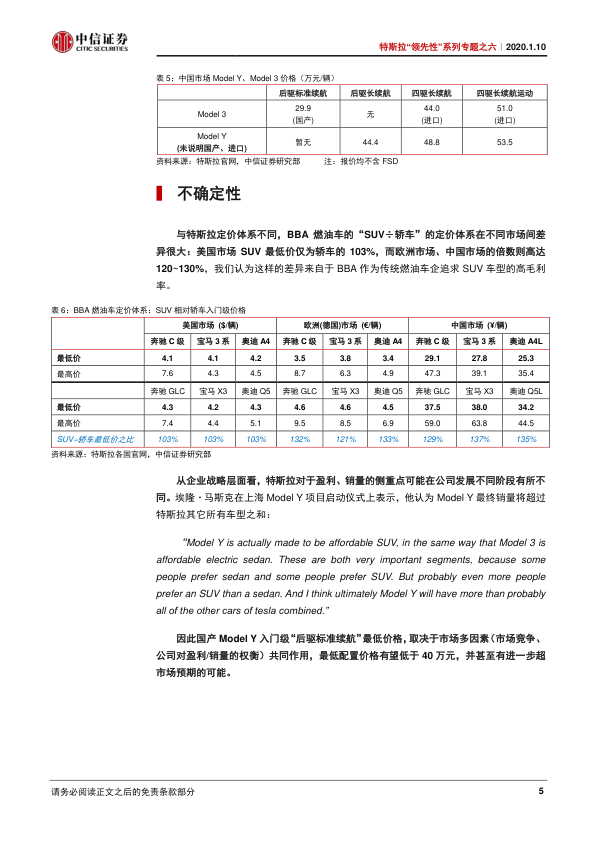 中信证券
CITIC SECURITIES
特斯拉“领先性”系列专题之六｜2020.1.10
表 5：中国市场 Model Y、Model 3 价格（万元/辆）
后驱标准续航 后驱长续航 四驱长续航 四驱长续航运动
Model 3 29.9 (国产) 无 44.0 (进口) 51.0 (进口)
Model Y (未说明国产、进口) 暂无 44.4 48.8 53.5
资料来源：特斯拉官网，中信证券研究部 注：报价均不含 FSD
不确定性
与特斯拉定价体系不同，BBA 燃油车的“SUV÷轿车”的定价体系在不同市场间差
异很大：美国市场 SUV 最低价仅为轿车的 103%，而欧洲市场、中国市场的倍数则高达
120~130%，我们认为这样的差异来自于 BBA 作为传统燃油车企追求 SUV 车型的高毛利
率。
表 6：BBA 燃油车定价体系：SUV 相对轿车入门级价格
美国市场 ($/辆) 欧洲(德国)市场 (€/辆) 中国市场 (¥/辆)
奔驰 C 级 宝马 3 系 奥迪 A4 奔驰 C 级 宝马 3 系 奥迪 A4 奔驰 C 级 宝马 3 系 奥迪 A4L
最低价 4.1 4.1 4.2 3.5 3.8 3.4 29.1 27.8 25.3
最高价 7.6 4.3 4.5 8.7 6.3 4.9 47.3 39.1 35.4
奔驰 GLC 宝马 X3 奥迪 Q5 奔驰 GLC 宝马 X3 奥迪 Q5 奔驰 GLC 宝马 X3 奥迪 Q5L
最低价 4.3 4.2 4.3 4.6 4.6 4.5 37.5 38.0 34.2
最高价 7.4 4.4 5.1 9.5 8.5 6.9 59.0 63.8 44.5
SUV÷轿车最低价之比 103% 103% 103% 132% 121% 133% 129% 137% 135%
资料来源：特斯拉各国官网，中信证券研究部
从企业战略层面看，特斯拉对于盈利、销量的侧重点可能在公司发展不同阶段有所不
同。埃隆·马斯克在上海 Model Y 项目启动仪式上表示，他认为 Model Y 最终销量将超过
特斯拉其它所有车型之和：
“Model Y is actually made to be affordable SUV, in the same way that Model 3 is
affordable electric sedan. These are both very important segments, because some
people prefer sedan and some people prefer SUV. But probably even more people
prefer an SUV than a sedan. And I think ultimately Model Y will have more than probably
all of the other cars of tesla combined.”
因此国产 Model Y 入门级“后驱标准续航”最低价格，取决于市场多因素（市场竞争、
公司对盈利/销量的权衡）共同作用，最低配置价格有望低于 40 万元，并甚至有进一步超
市场预期的可能。
请务必阅读正文之后的免责条款部分 5